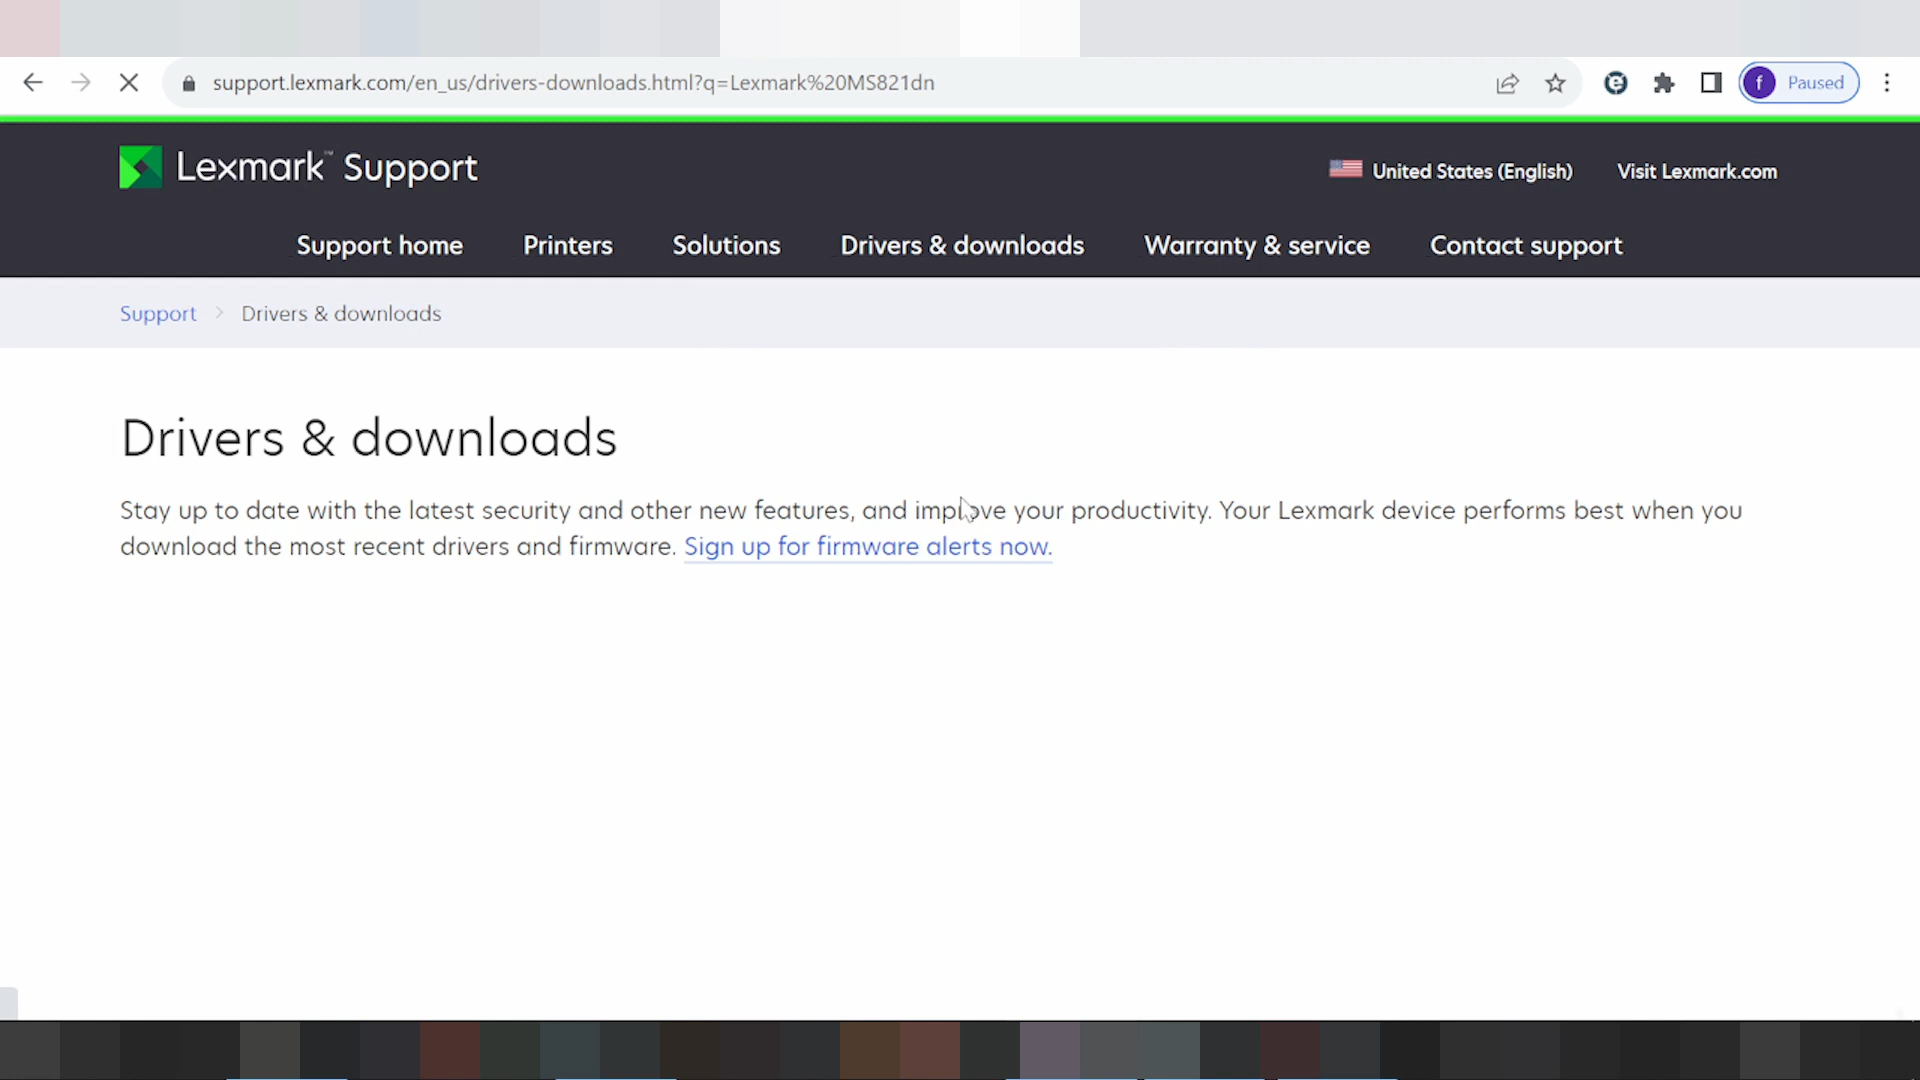 support.lexmark.com/en_us/drivers-downloads.html?q=Lexmark%20MS821dn
f Paused
Lexmark™ Support
United States (English) Visit Lexmark.com
Support home Printers Solutions Drivers & downloads Warranty & service Contact support
Support > Drivers & downloads
Drivers & downloads
Stay up to date with the latest security and other new features, and improve your productivity. Your Lexmark device performs best when you
download the most recent drivers and firmware. Sign up for firmware alerts now.